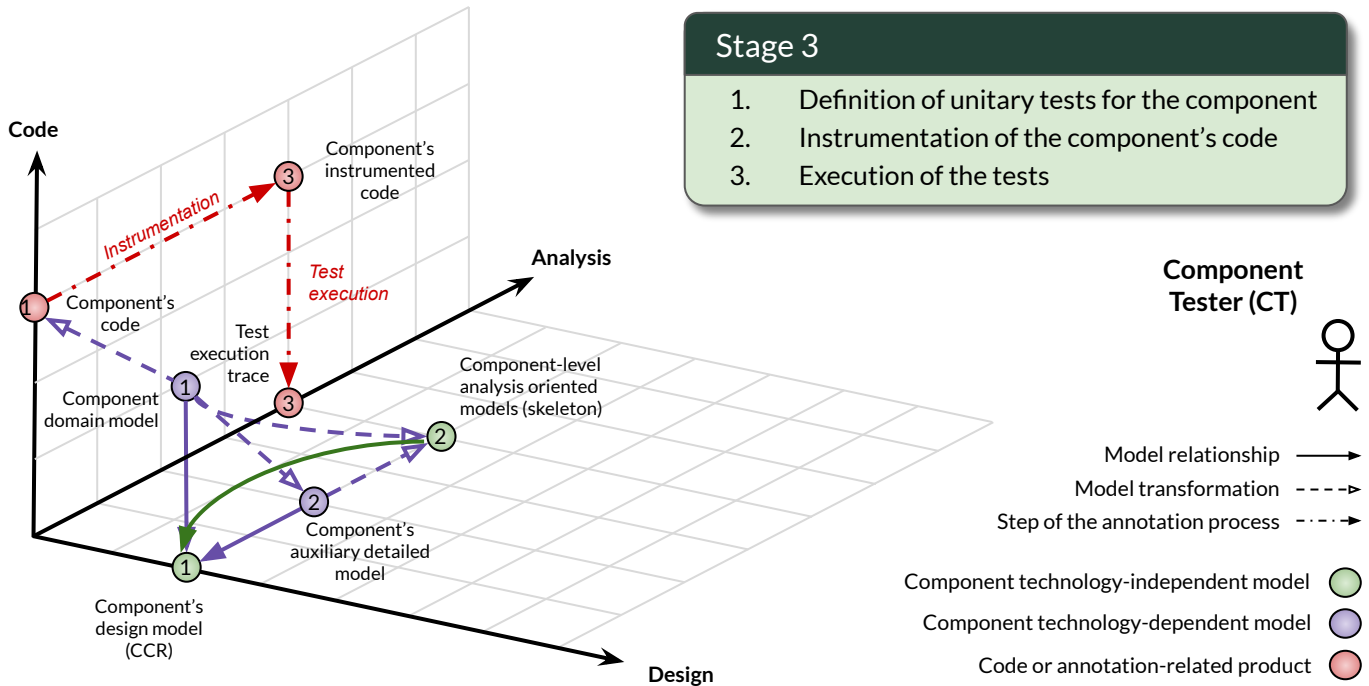 Stage 3
1. Definition of unitary tests for the component
2. Instrumentation of the component's code
3. Execution of the tests
Code
Component's
instrumented
code
3
Instrumentation
Analysis
Test
execution
1
Component's
code
Test
execution
trace
1
Component
domain model
3
Component-level
analysis oriented
models (skeleton)
2
2
Component's
auxiliary detailed
model
1
Component's
design model
(CCR)
Design
Component
Tester (CT)
Model relationship
Model transformation
Step of the annotation process
Component technology-independent model
Component technology-dependent model
Code or annotation-related product